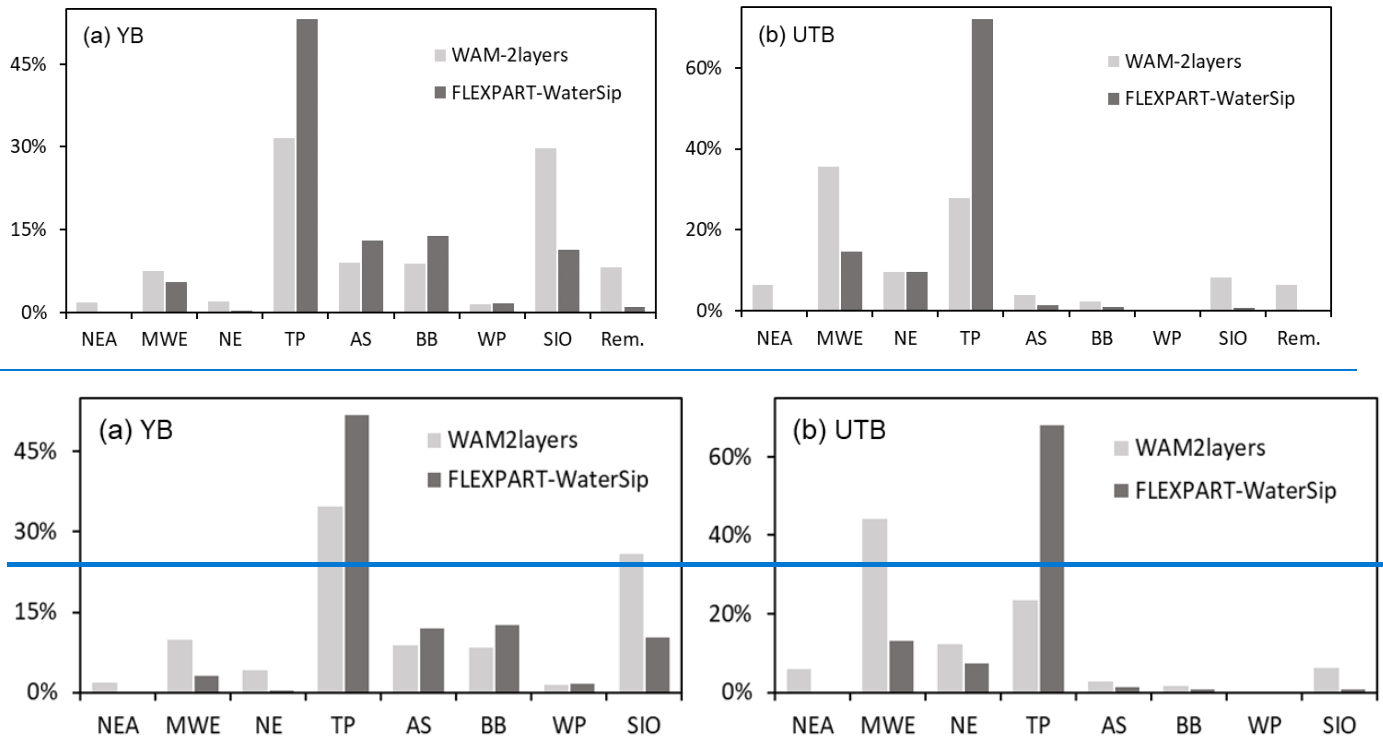 (a) YB
WAM-2layers
FLEXPART-WaterSip
45%
30%
15%
0%
NEA MWE NE TP AS BB WP SIO Rem.
(b) UTB
WAM-2layers
FLEXPART-WaterSip
60%
40%
20%
0%
NEA MWE NE TP AS BB WP SIO Rem.
(a) YB
WAM2layers
FLEXPART-WaterSip
45%
30%
15%
0%
NEA MWE NE TP AS BB WP SIO
(b) UTB
WAM2layers
FLEXPART-WaterSip
60%
40%
20%
0%
NEA MWE NE TP AS BB WP SIO